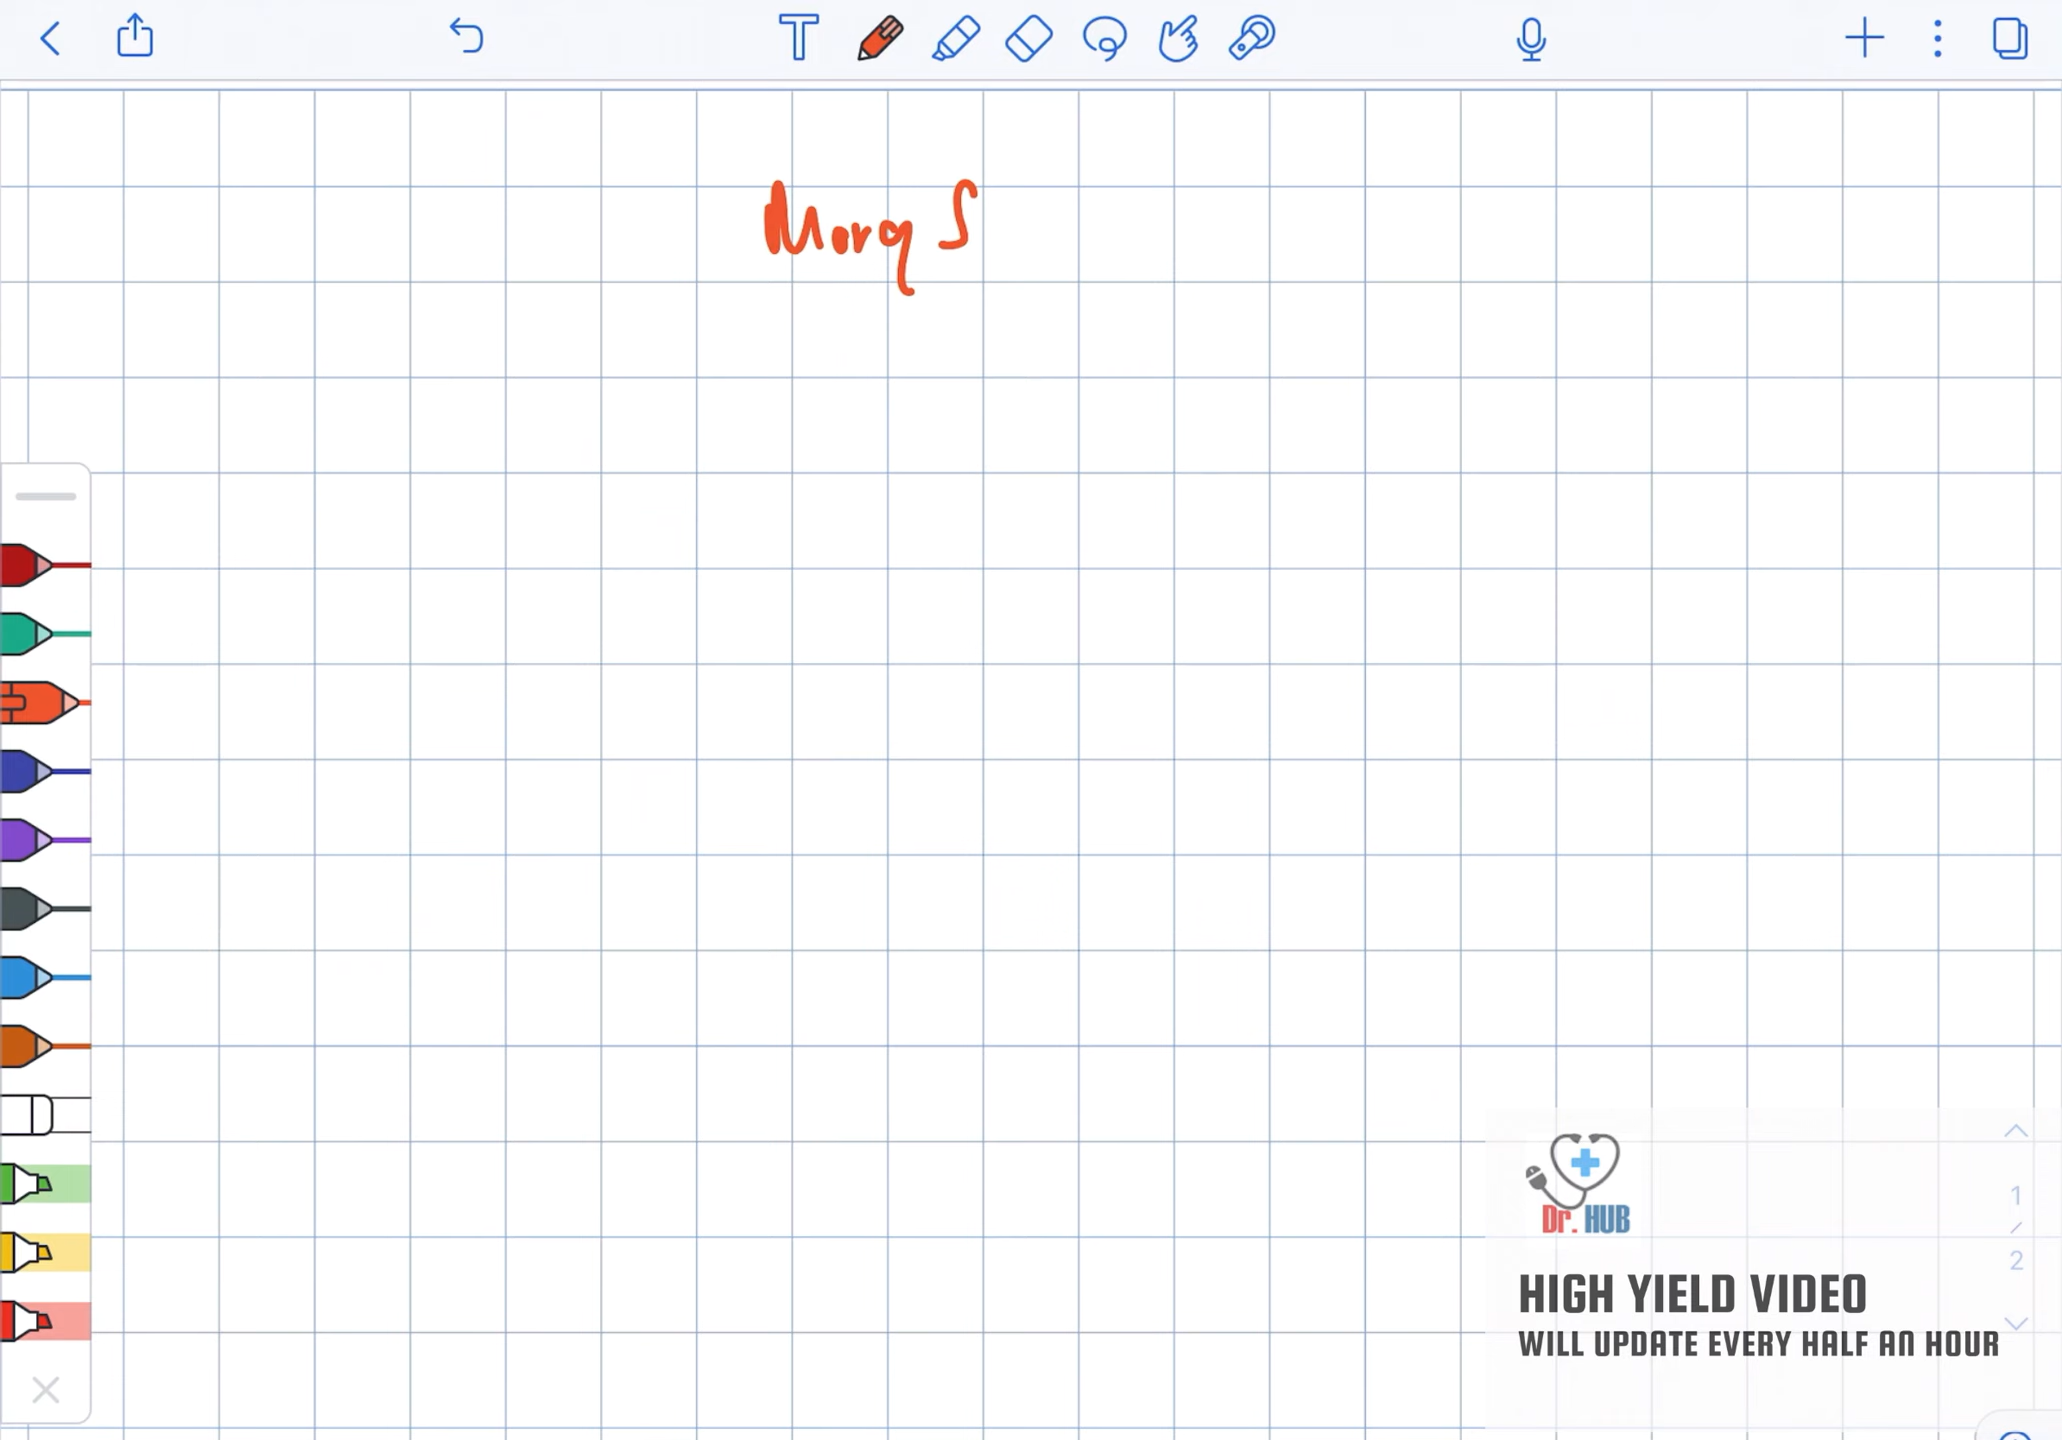 Morq S
Dr. HUB
HIGH YIELD VIDEO
WILL UPDATE EVERY HALF AN HOUR
1
/
2